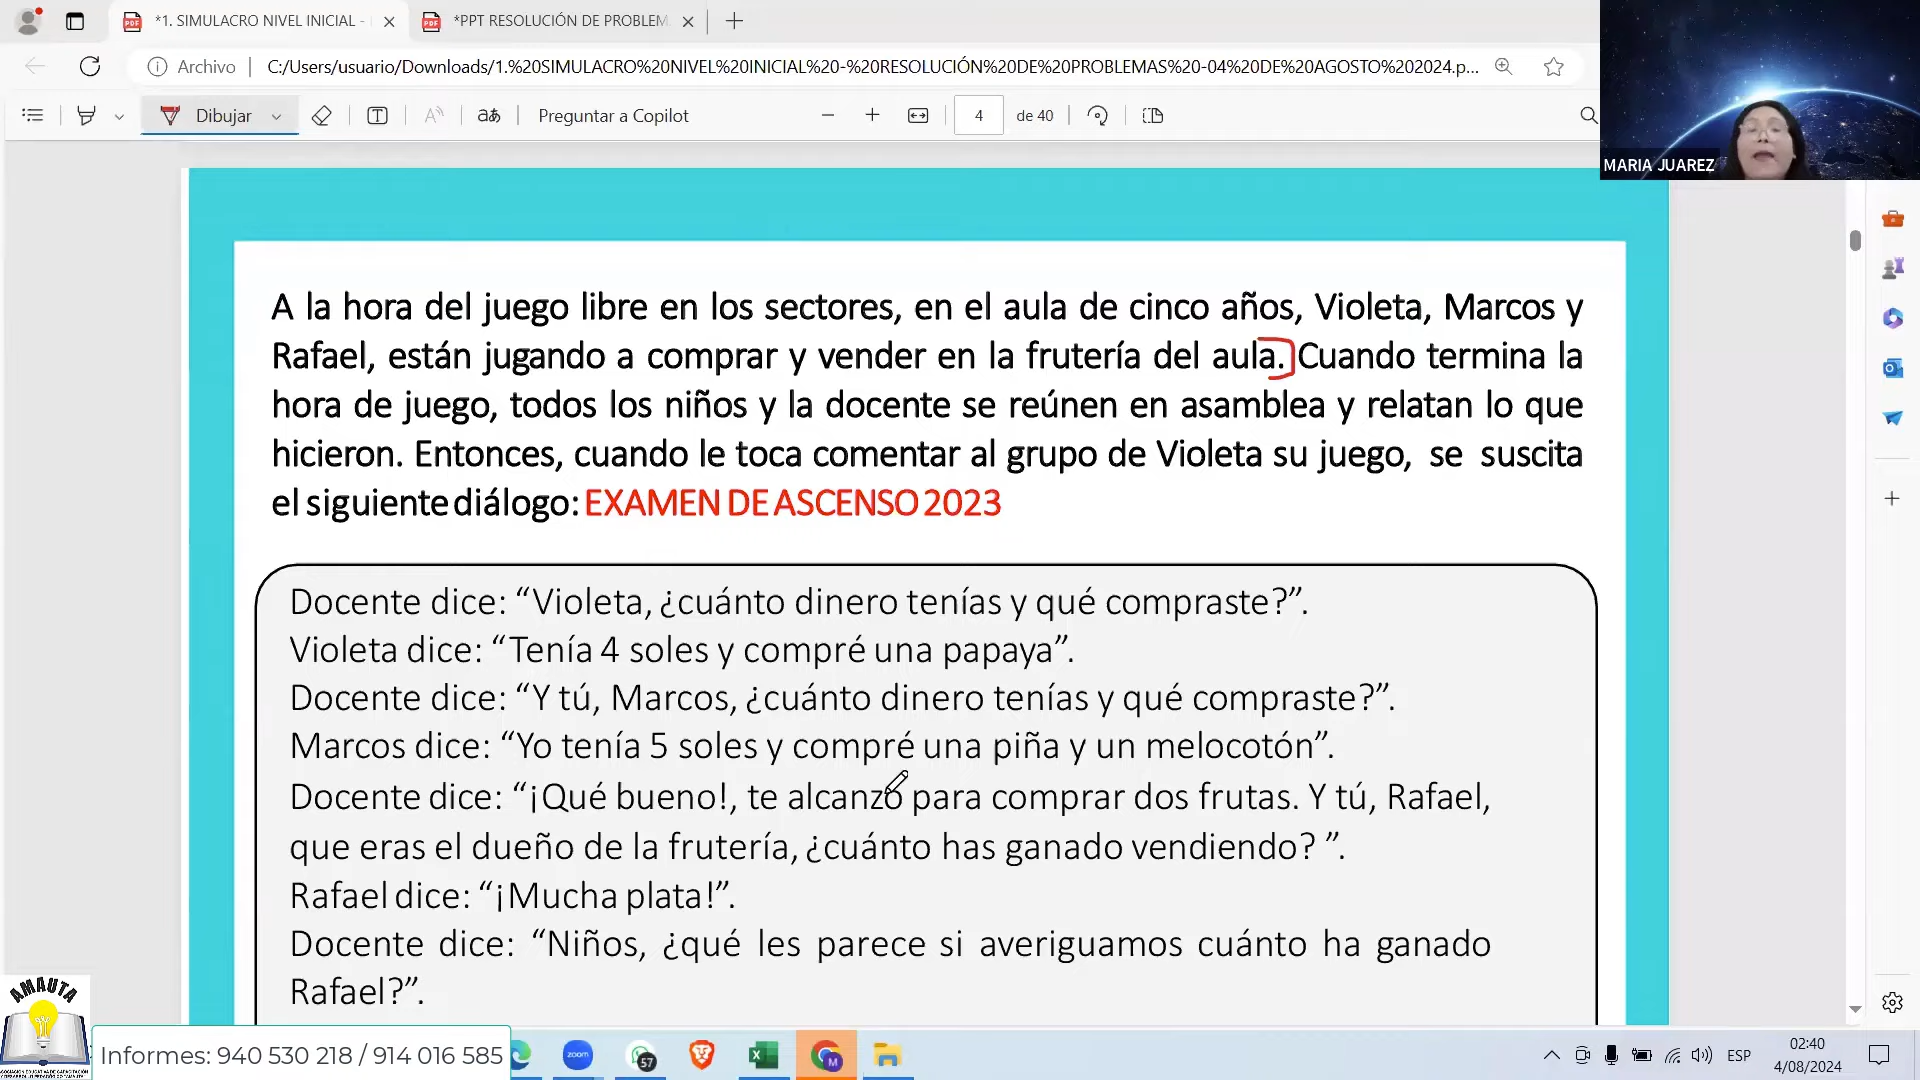 *1. SIMULACRO NIVEL INICIAL -
*PPT RESOLUCIÓN DE PROBLEM
Archivo
C:/Users/usuario/Downloads/1.%20SIMULACRO%20NIVEL%20INICIAL%20-%20RESOLUCIÓN%20DE%20PROBLEMAS%20-04%20DE%20AGOSTO%202024.p...
Dibujar
aあ
Preguntar a Copilot
4
de 40
MARIA JUAREZ
A la hora del juego libre en los sectores, en el aula de cinco años, Violeta, Marcos y
Rafael, están jugando a comprar y vender en la frutería del aula. Cuando termina la
hora de juego, todos los niños y la docente se reúnen en asamblea y relatan lo que
hicieron. Entonces, cuando le toca comentar al grupo de Violeta su juego, se suscita
el siguiente diálogo: EXAMEN DE ASCENSO 2023
Docente dice: “Violeta, ¿cuánto dinero tenías y qué compraste?”.
Violeta dice: “Tenía 4 soles y compré una papaya”.
Docente dice: “Y tú, Marcos, ¿cuánto dinero tenías y qué compraste?”.
Marcos dice: “Yo tenía 5 soles y compré una piña y un melocotón”.
Docente dice: “¡Qué bueno!, te alcanzó para comprar dos frutas. Y tú, Rafael,
que eras el dueño de la frutería, ¿cuánto has ganado vendiendo? ”.
Rafael dice: “¡Mucha plata!”.
Docente dice: “Niños, ¿qué les parece si averiguamos cuánto ha ganado
Rafael?”.
AMAUTA
Informes: 940 530 218 / 914 016 585
zoom
57
M
ESP
02:40
4/08/2024